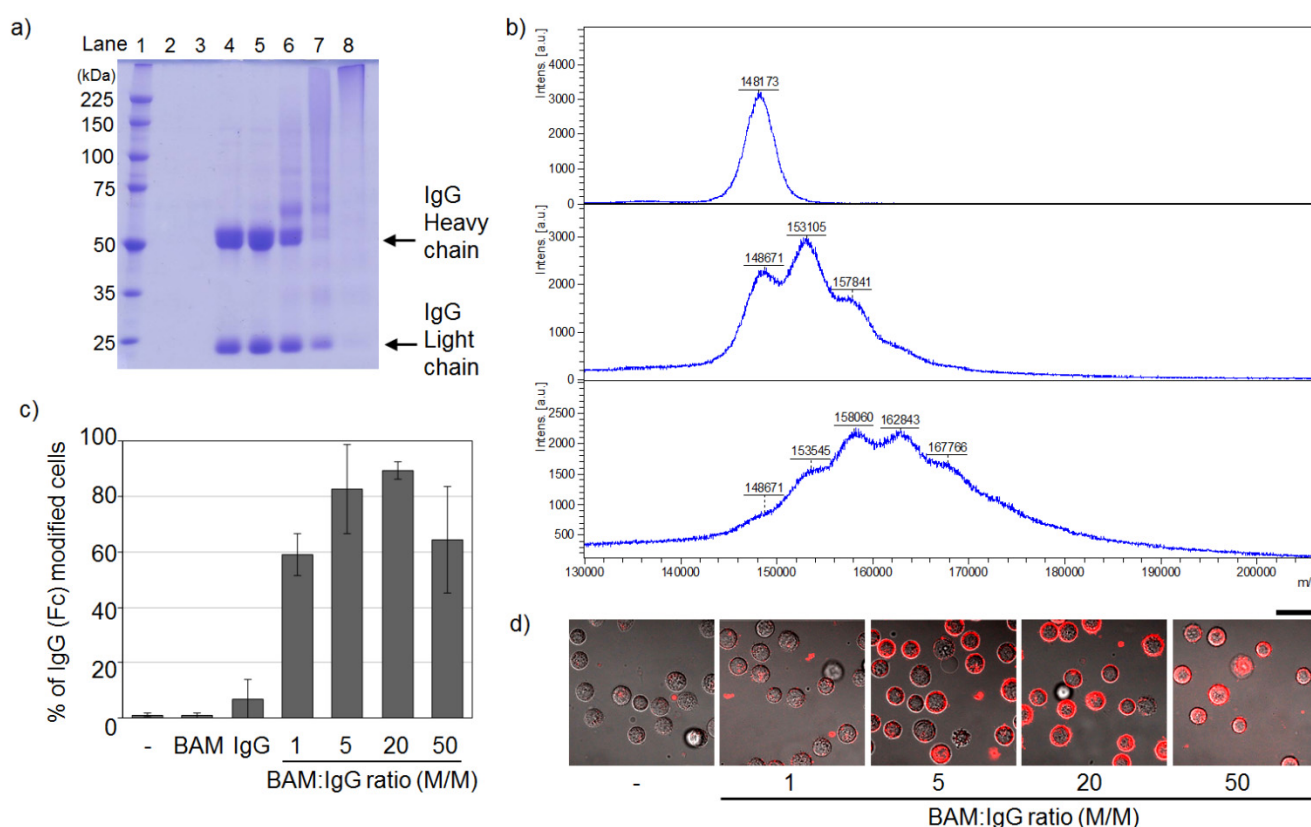 a)
Lane 1 2 3 4 5 6 7 8
(kDa)
225
150
100
75
50
35
25
IgG
Heavy
chain
IgG
Light
chain
b)
Intens. [a.u.]
4000
3000
2000
1000
0
148173
Intens. [a.u.]
3000
2000
1000
0
148671
153105
157841
Intens. [a.u.]
2500
2000
1500
1000
500
148671
153545
158060
162843
167766
130000 140000 150000 160000 170000 180000 190000 200000
m/
c)
% of IgG (Fc) modified cells
100
80
60
40
20
0
- BAM IgG 1 5 20 50
BAM:IgG ratio (M/M)
d)
- 1 5 20 50
BAM:IgG ratio (M/M)